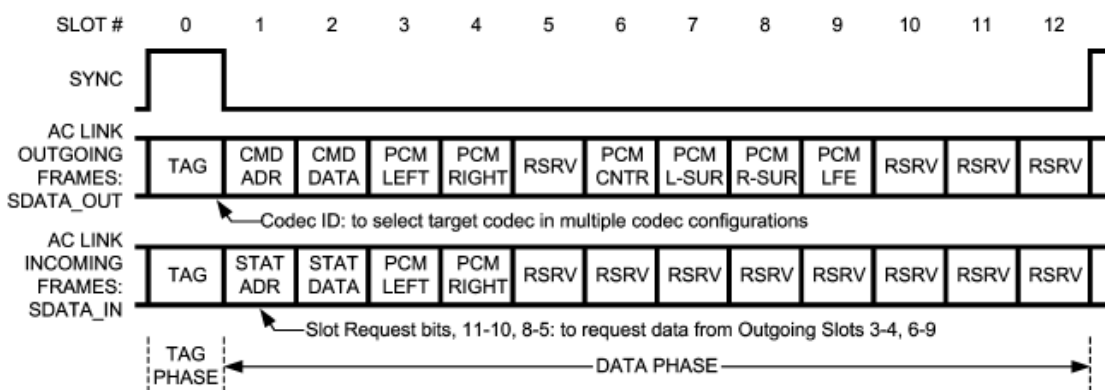 SLOT # 0 1 2 3 4 5 6 7 8 9 10 11 12
SYNC
AC LINK
OUTGOING
FRAMES:
SDATA_OUT
TAG
CMD
ADR
CMD
DATA
PCM
LEFT
PCM
RIGHT
RSRV
PCM
CNTR
PCM
L-SUR
PCM
R-SUR
PCM
LFE
RSRV
RSRV
RSRV
Codec ID: to select target codec in multiple codec configurations
AC LINK
INCOMING
FRAMES:
SDATA_IN
TAG
STAT
ADR
STAT
DATA
PCM
LEFT
PCM
RIGHT
RSRV
RSRV
RSRV
RSRV
RSRV
RSRV
RSRV
RSRV
Slot Request bits, 11-10, 8-5: to request data from Outgoing Slots 3-4, 6-9
TAG
PHASE
DATA PHASE